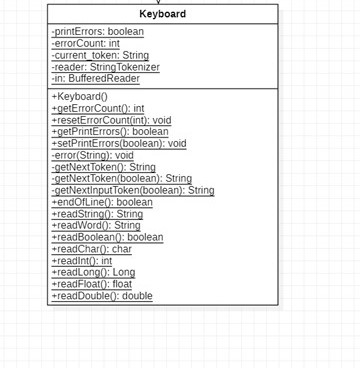 Keyboard
-printErrors: boolean
-errorCount: int
-current_token: String
-reader: StringTokenizer
-in: BufferedReader
+Keyboard()
+getErrorCount(): int
+resetErrorCount(int): void
+getPrintErrors(): boolean
+setPrintErrors(boolean): void
-error(String): void
-getNextToken(): String
-getNextToken(boolean): String
-getNextInputToken(boolean): String
+endOfLine(): boolean
+readString(): String
+readWord(): String
+readBoolean(): boolean
+readChar(): char
+readInt(): int
+readLong(): Long
+readFloat(): float
+readDouble(): double